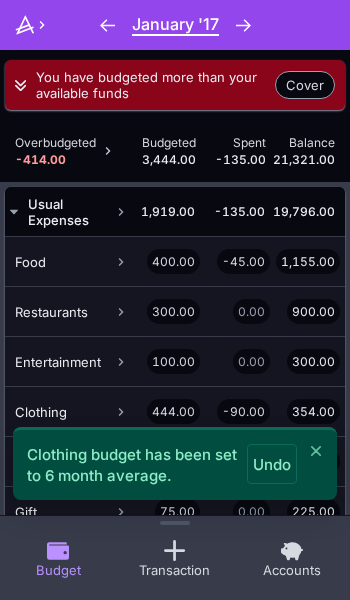 January '17
You have budgeted more than your
available funds
Cover
Overbudgeted Budgeted Spent Balance
-414.00 3,444.00 -135.00 21,321.00
Usual
Expenses
1,919.00 -135.00 19,796.00
Food 400.00 -45.00 1,155.00
Restaurants 300.00 0.00 900.00
Entertainment 100.00 0.00 300.00
Clothing 444.00 -90.00 354.00
Clothing budget has been set
to 6 month average.
Undo
Gift 75.00 0.00 225.00
Budget Transaction Accounts